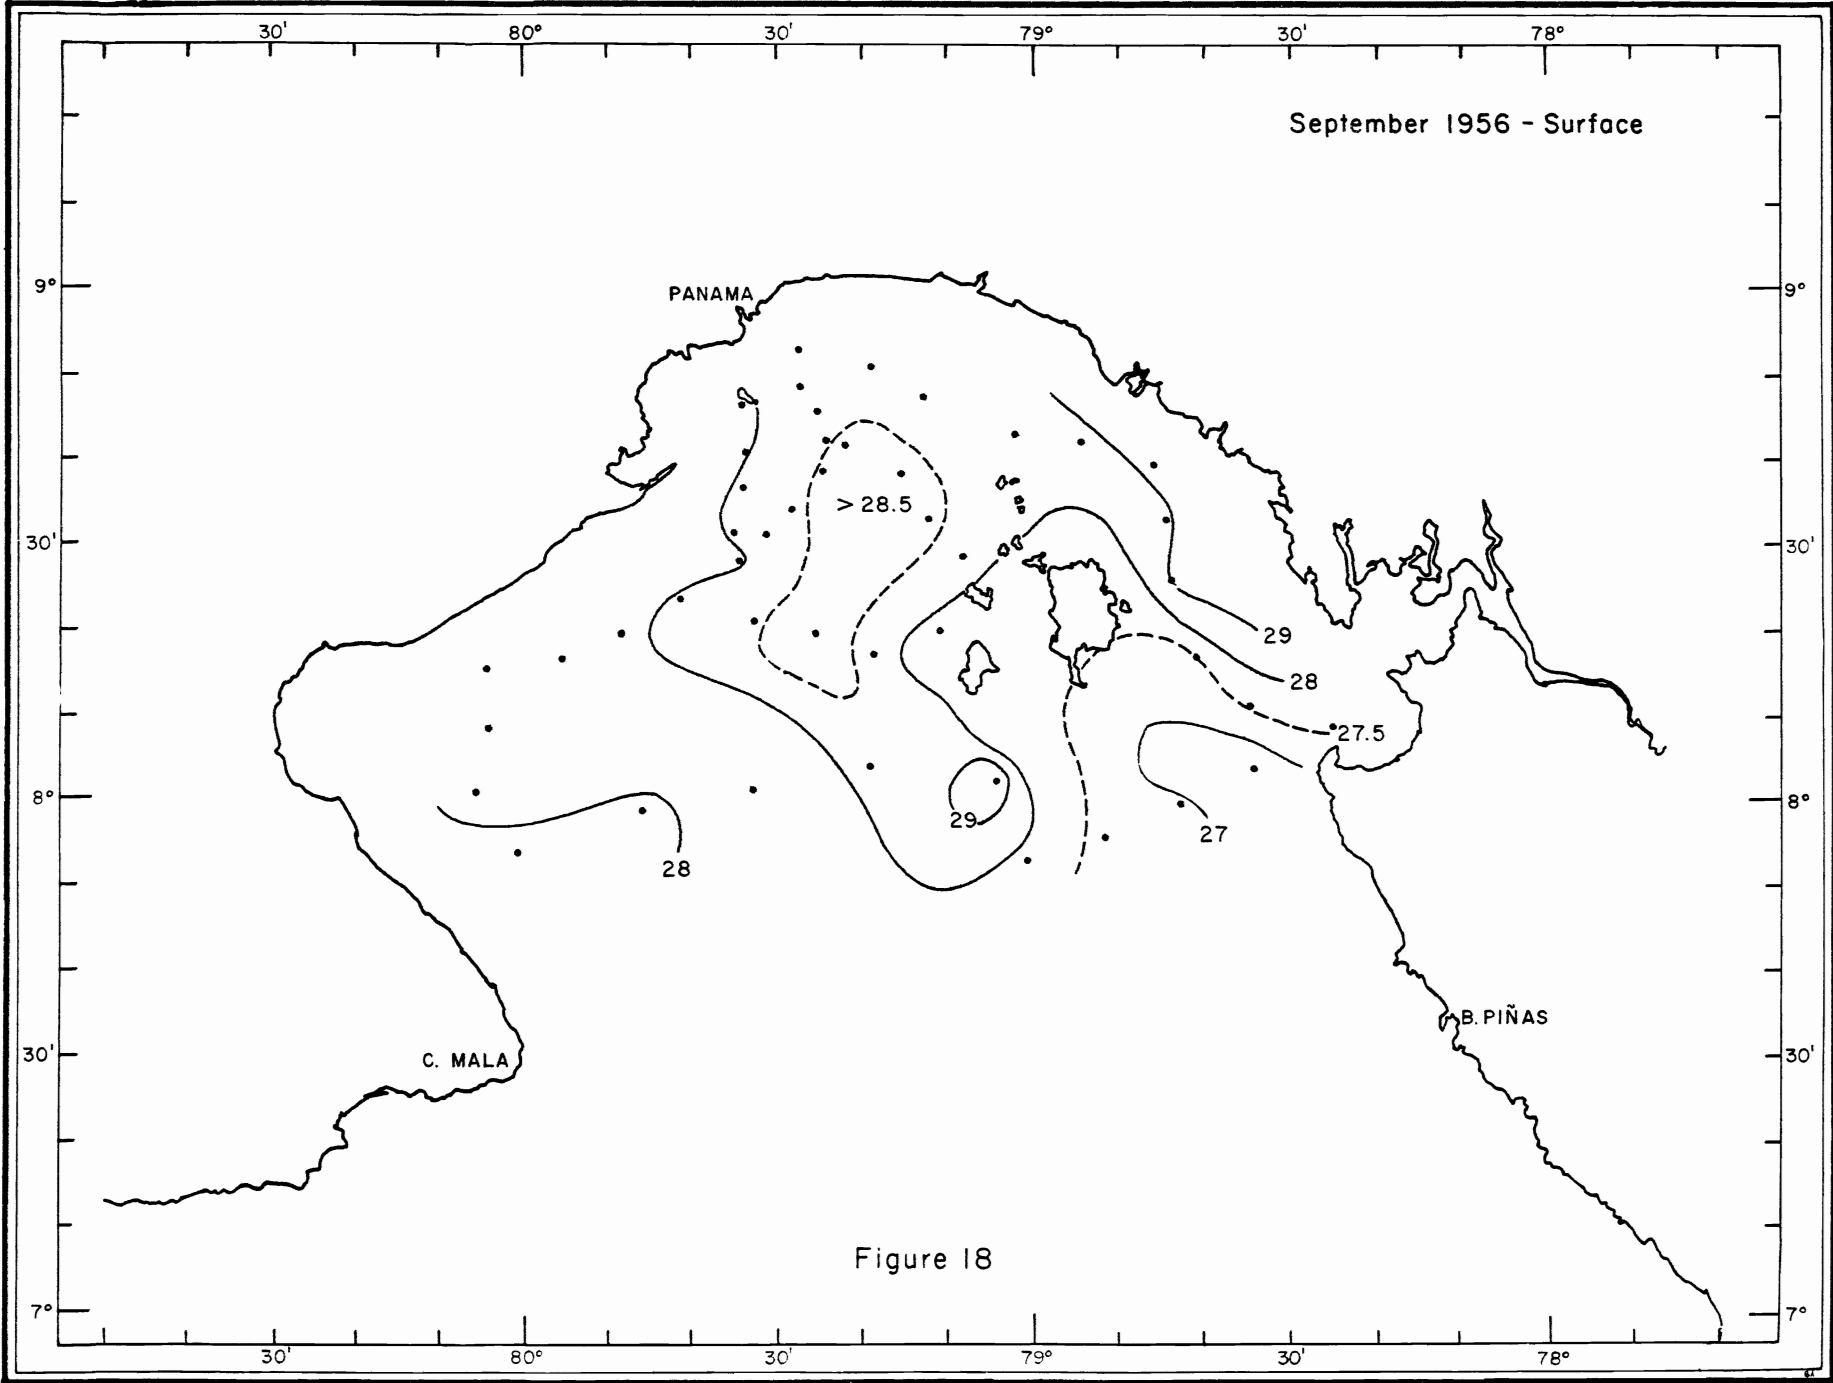 30' 80° 30' 79° 30' 78°
September 1956 - Surface
9° 9°
PANAMA
> 28.5
30' 30'
29
28
27.5
8° 8°
29
27
28
B. PIÑAS
30' 30'
C. MALA
Figure 18
7° 7°
30' 80° 30' 79° 30' 78°